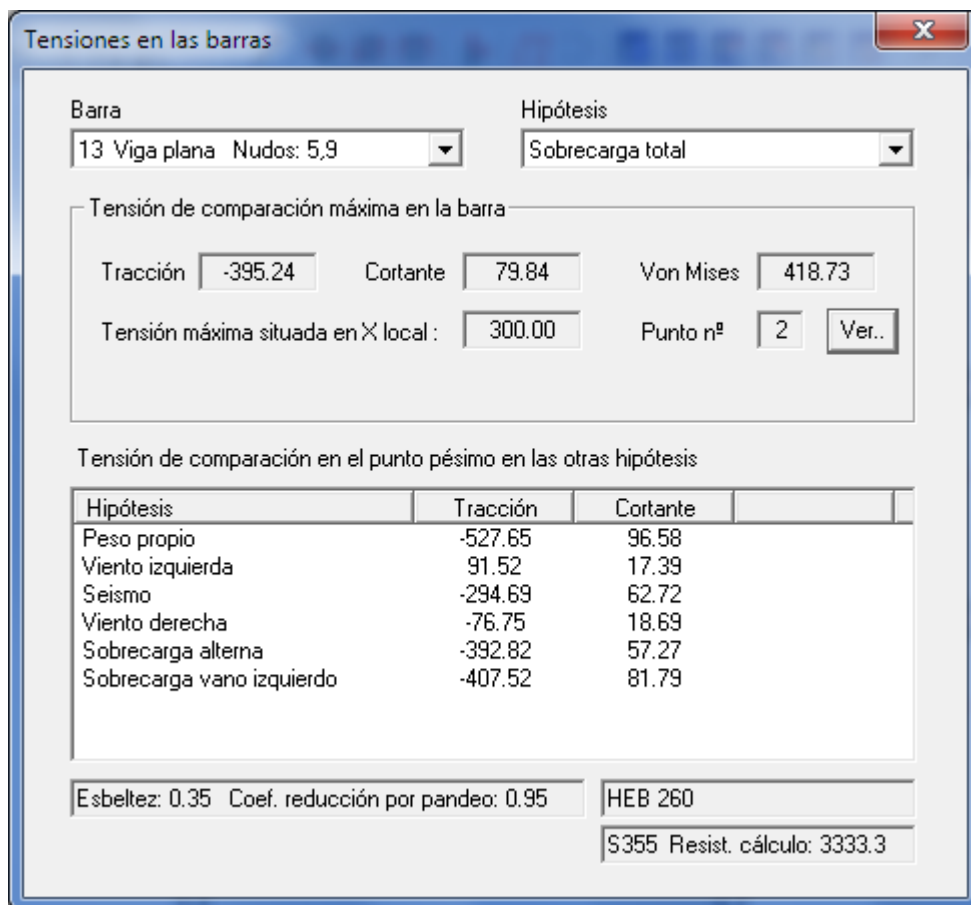 Tensiones en las barras
Barra Hipótesis
13 Viga plana Nudos: 5,9 Sobrecarga total
Tensión de comparación máxima en la barra
Tracción -395.24 Cortante 79.84 Von Mises 418.73
Tensión máxima situada en X local : 300.00 Punto nº 2 Ver..
Tensión de comparación en el punto pésimo en las otras hipótesis
Hipótesis Tracción Cortante
Peso propio -527.65 96.58
Viento izquierda 91.52 17.39
Seismo -294.69 62.72
Viento derecha -76.75 18.69
Sobrecarga alterna -392.82 57.27
Sobrecarga vano izquierdo -407.52 81.79
Esbeltez: 0.35 Coef. reducción por pandeo: 0.95 HEB 260
S355 Resist. cálculo: 3333.3